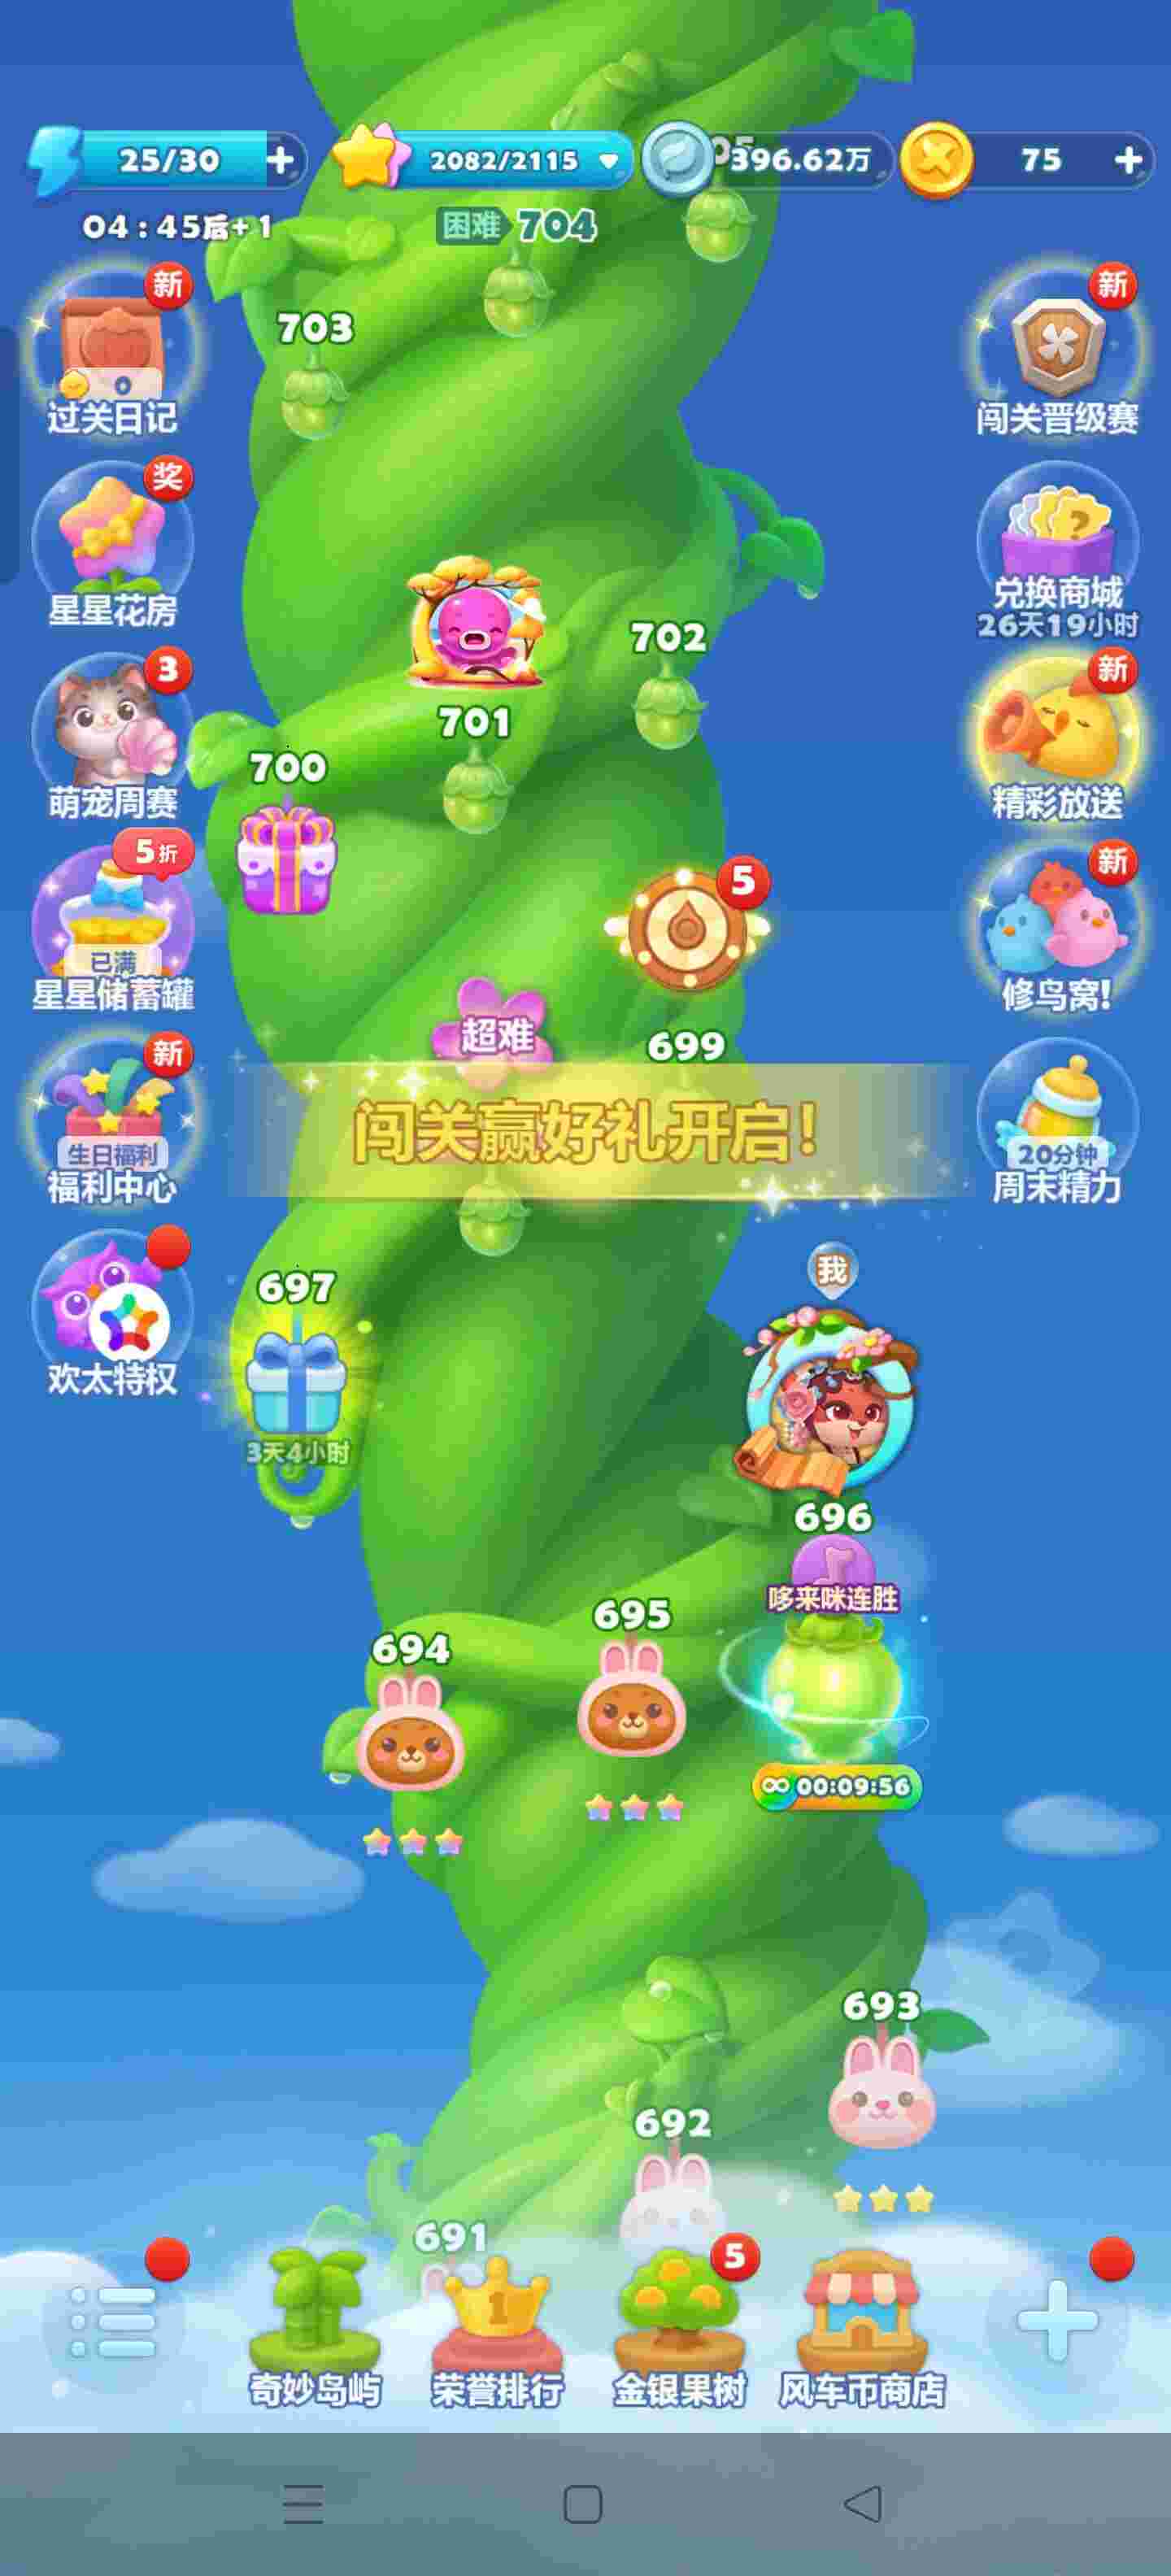 25/30
2082/2115
396.62万
75
04:45后+1
困难 704
703
新
过关日记
0
新
闯关晋级赛
奖
星星花房
兑换商城
26天19小时
702
701
700
3
萌宠周赛
新
精彩放送
5折
已满
星星储蓄罐
5
新
修鸟窝!
超难
699
新
生日福利
福利中心
闯关赢好礼开启!
20分钟
周末精力
欢太特权
697
3天4小时
我
696
哆来咪连胜
695
694
00:09:56
693
692
691
1
5
奇妙岛屿
荣誉排行
金银果树
风车币商店